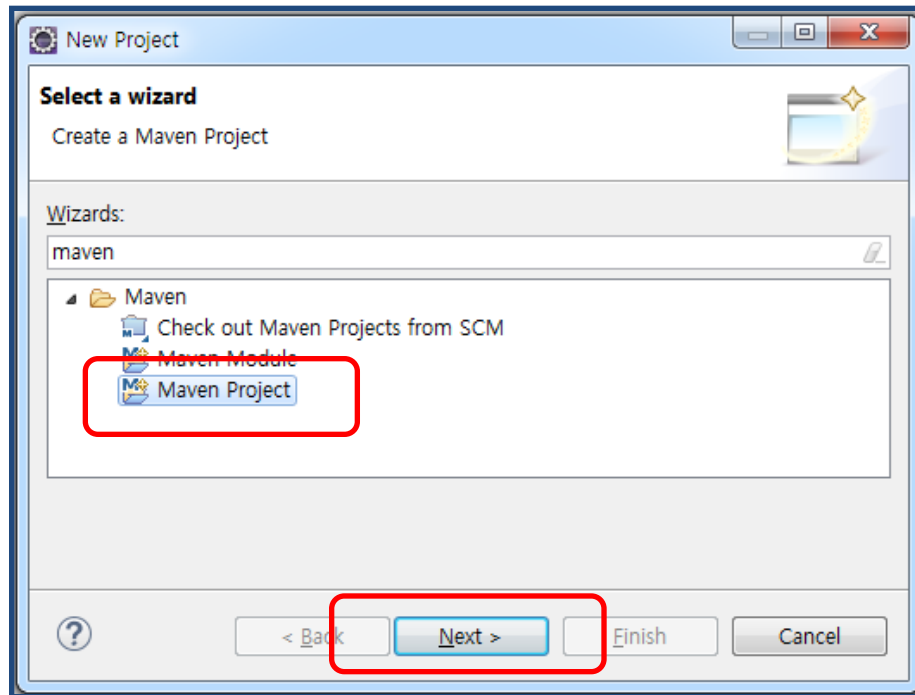 New Project
Select a wizard
Create a Maven Project
Wizards:
maven
Maven
Check out Maven Projects from SCM
Maven Module
Maven Project
< Back Next > Finish Cancel